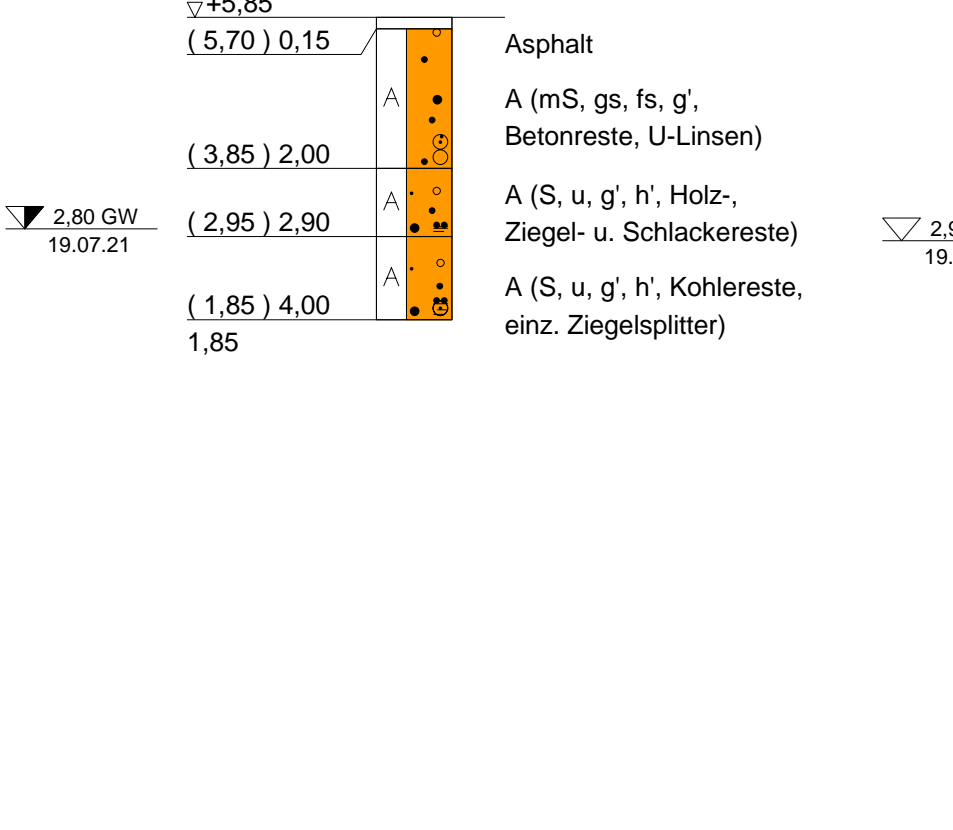 +5,85
( 5,70 ) 0,15
Asphalt
A
A (mS, gs, fs, g',
Betonreste, U-Linsen)
( 3,85 ) 2,00
A
A (S, u, g', h', Holz-,
Ziegel- u. Schlackereste)
2,80 GW
19.07.21
( 2,95 ) 2,90
A
A (S, u, g', h', Kohlereste,
einz. Ziegelsplitter)
( 1,85 ) 4,00
1,85
19.